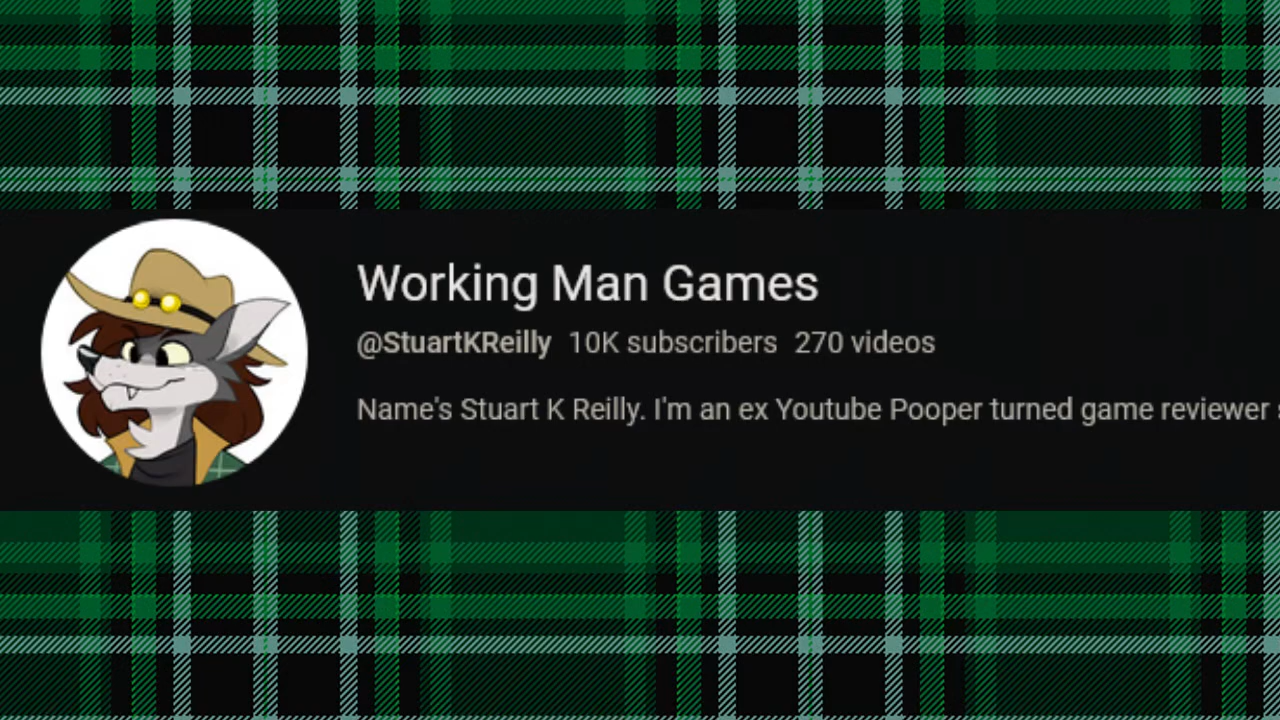 Working Man Games
@StuartKReilly 10K subscribers 270 videos
Name's Stuart K Reilly. I'm an ex Youtube Pooper turned game reviewer